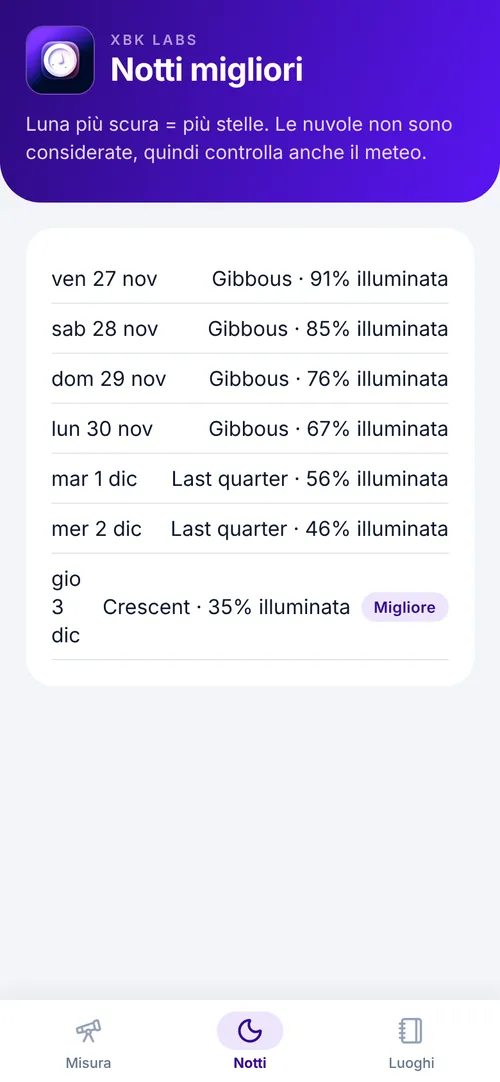 XBK LABS
Notti migliori
Luna più scura = più stelle. Le nuvole non sono
considerate, quindi controlla anche il meteo.
ven 27 nov Gibbous · 91% illuminata
sab 28 nov Gibbous · 85% illuminata
dom 29 nov Gibbous · 76% illuminata
lun 30 nov Gibbous · 67% illuminata
mar 1 dic Last quarter · 56% illuminata
mer 2 dic Last quarter · 46% illuminata
gio
3
dic
Crescent · 35% illuminata Migliore
Misura Notti Luoghi